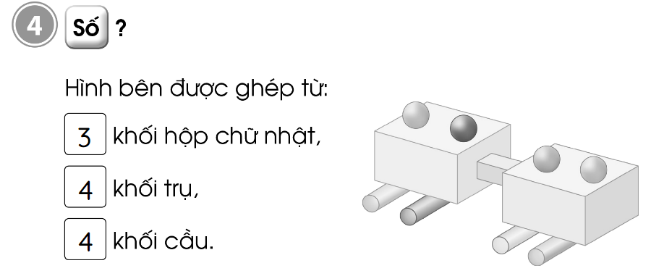 4 Số ?
Hình bên được ghép từ:
3 khối hộp chữ nhật,
4 khối trụ,
4 khối cầu.